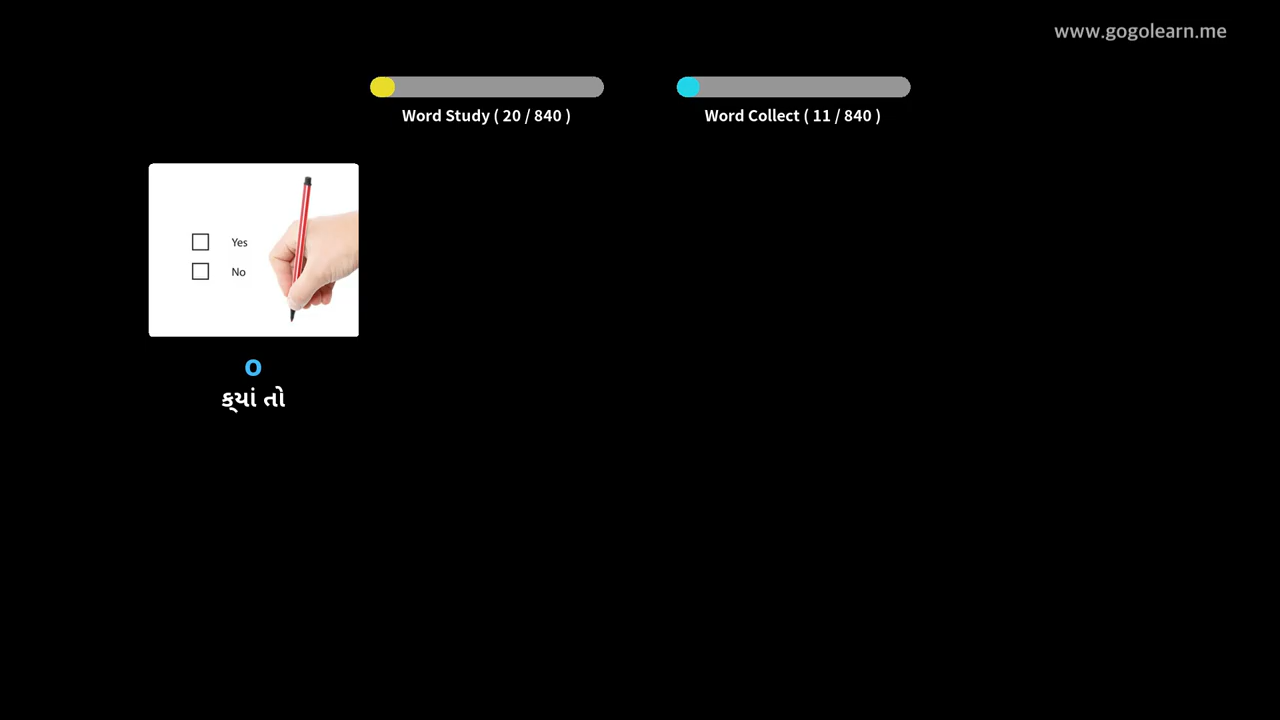 www.gogolearn.me
Word Study ( 20 / 840 )
Word Collect ( 11 / 840 )
Yes
No
o
ક્યાં તો